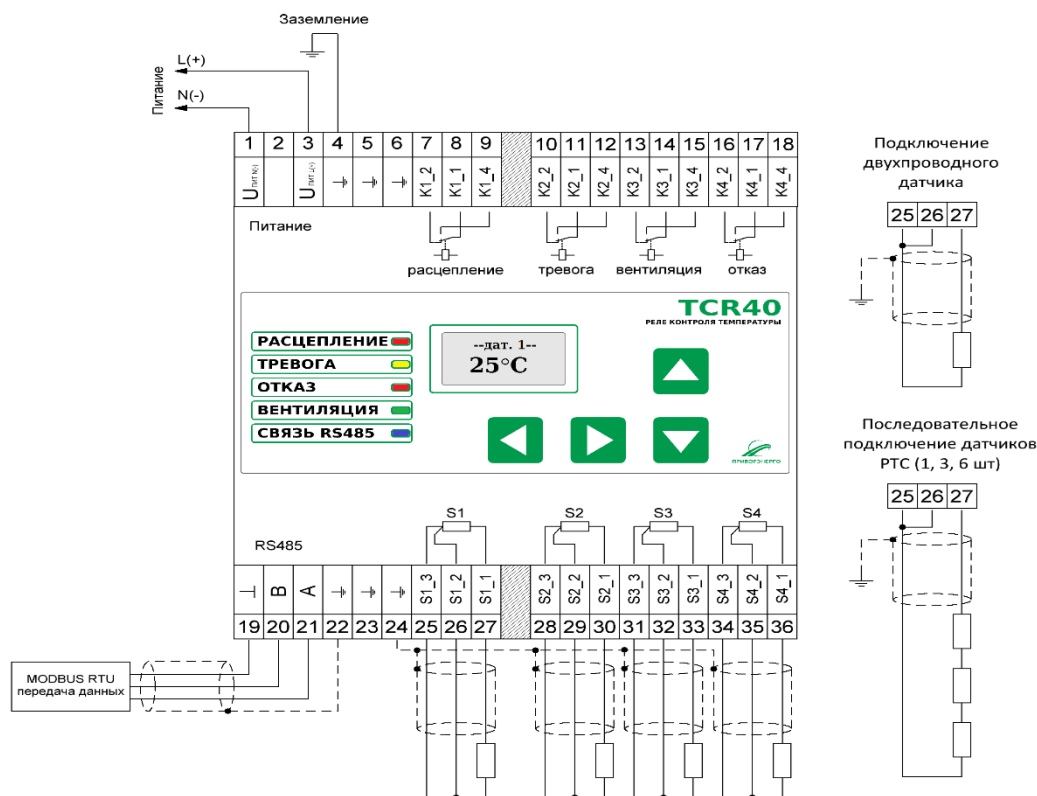 Заземление
L(+)
N(-)
Питание
1 2 3 4 5 6 7 8 9 10 11 12 13 14 15 16 17 18
U ПИТ N(-) U ПИТ L(+) K1_2 K1_1 K1_4 K2_2 K2_1 K2_4 K3_2 K3_1 K3_4 K4_2 K4_1 K4_4
Питание
расцепление тревога вентиляция отказ
TCR40
РЕЛЕ КОНТРОЛЯ ТЕМПЕРАТУРЫ
РАСЦЕПЛЕНИЕ
ТРЕВОГА
ОТКАЗ
ВЕНТИЛЯЦИЯ
СВЯЗЬ RS485
--дат. 1--
25°C
ПРИБОРЭНЕРГО
S1 S2 S3 S4
RS485
B A S1_3 S1_2 S1_1 S2_3 S2_2 S2_1 S3_3 S3_2 S3_1 S4_3 S4_2 S4_1
19 20 21 22 23 24 25 26 27 28 29 30 31 32 33 34 35 36
MODBUS RTU
передача данных
Подключение
двухпроводного
датчика
25 26 27
Последовательное
подключение датчиков
РТС (1, 3, 6 шт)
25 26 27